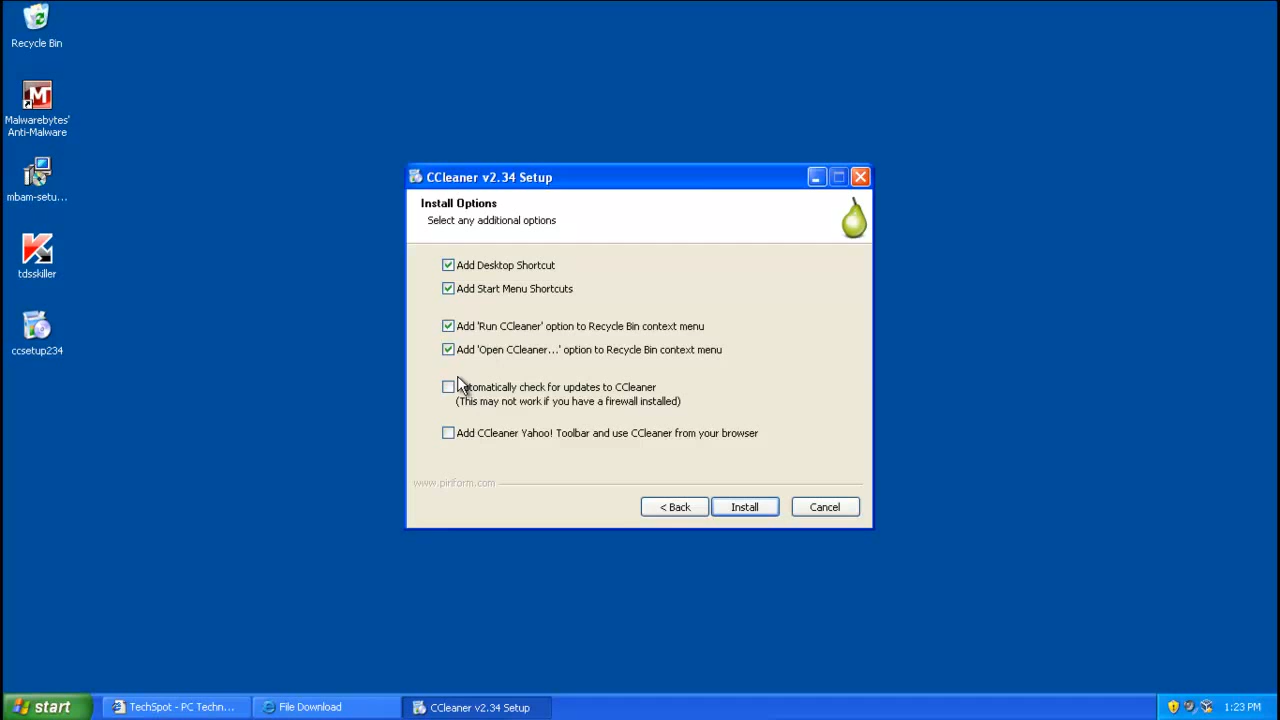 Recycle Bin
Malwarebytes'
Anti-Malware
mbam-setu...
tdsskiller
ccsetup234
CCleaner v2.34 Setup
Install Options
Select any additional options
Add Desktop Shortcut
Add Start Menu Shortcuts
Add 'Run CCleaner' option to Recycle Bin context menu
Add 'Open CCleaner...' option to Recycle Bin context menu
Automatically check for updates to CCleaner
(This may not work if you have a firewall installed)
Add CCleaner Yahoo! Toolbar and use CCleaner from your browser
www.piriform.com
< Back
Install
Cancel
start
TechSpot - PC Techn...
File Download
CCleaner v2.34 Setup
1:23 PM